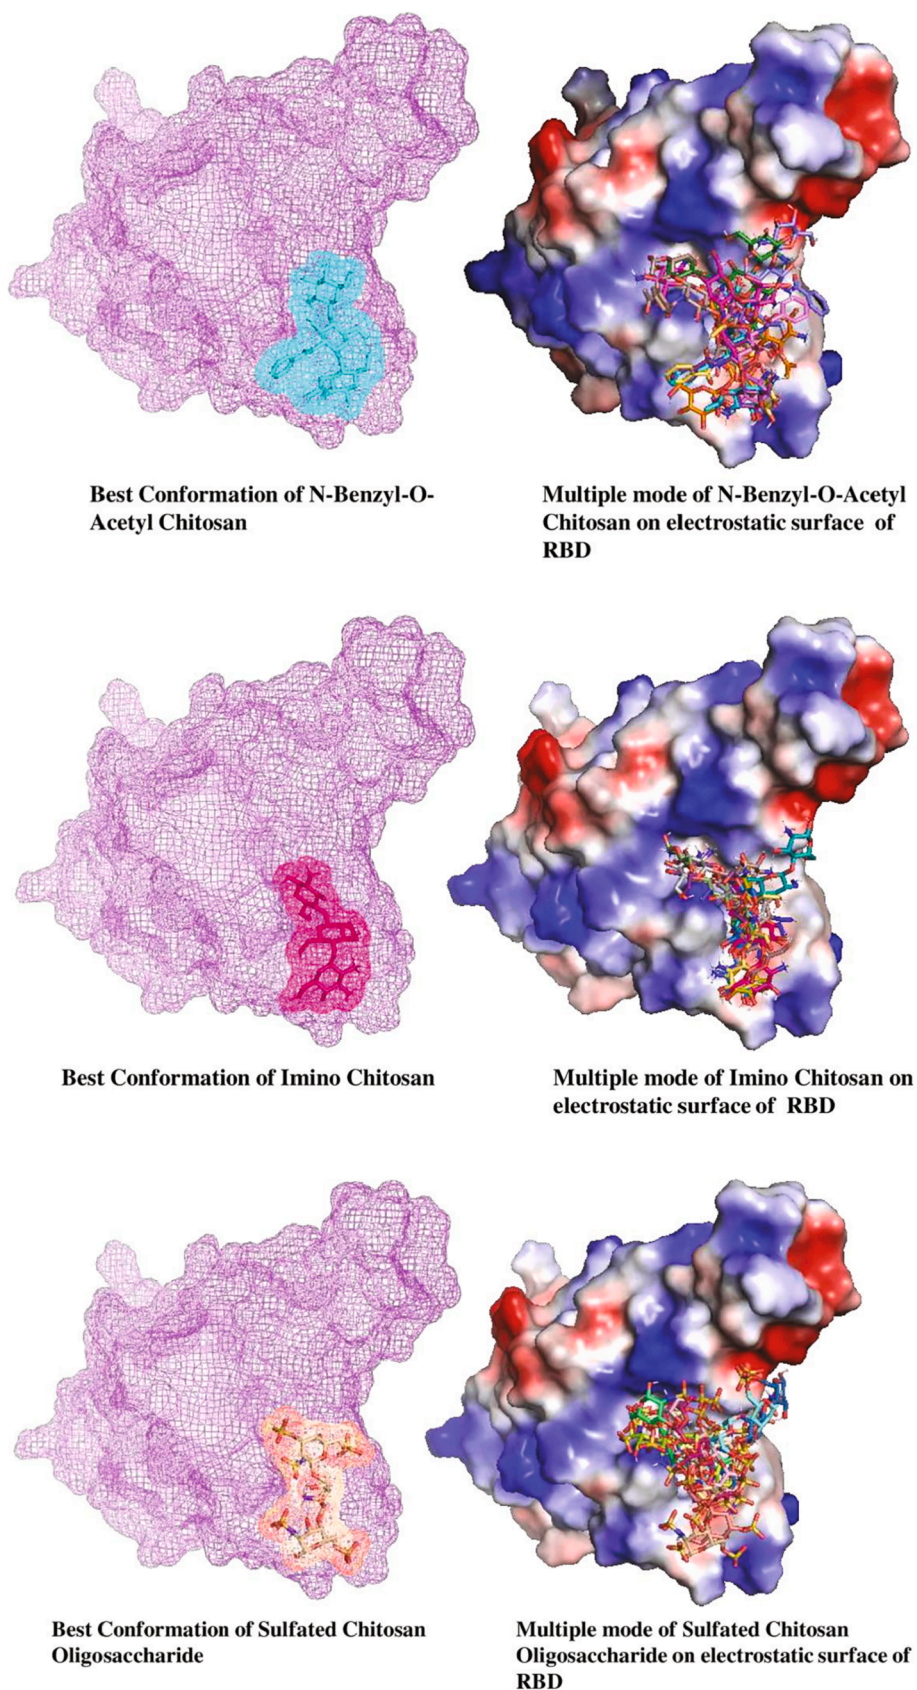 Best Conformation of N-Benzyl-O-
Acetyl Chitosan
Multiple mode of N-Benzyl-O-Acetyl
Chitosan on electrostatic surface of
RBD
Best Conformation of Imino Chitosan
Multiple mode of Imino Chitosan on
electrostatic surface of RBD
Best Conformation of Sulfated Chitosan
Oligosaccharide
Multiple mode of Sulfated Chitosan
Oligosaccharide on electrostatic surface of
RBD